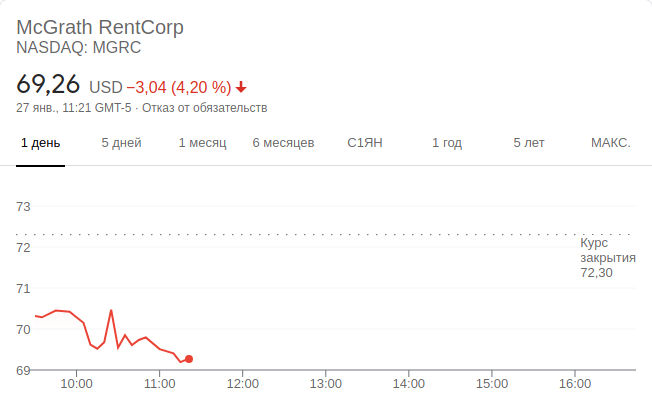 McGrath RentCorp
NASDAQ: MGRC
69,26 USD −3,04 (4,20 %)
27 янв., 11:21 GMT-5 · Отказ от обязательств
1 день 5 дней 1 месяц 6 месяцев С1ЯН 1 год 5 лет МАКС.
73
72
71
70
69
Курс
закрытия
72,30
10:00 11:00 12:00 13:00 14:00 15:00 16:00